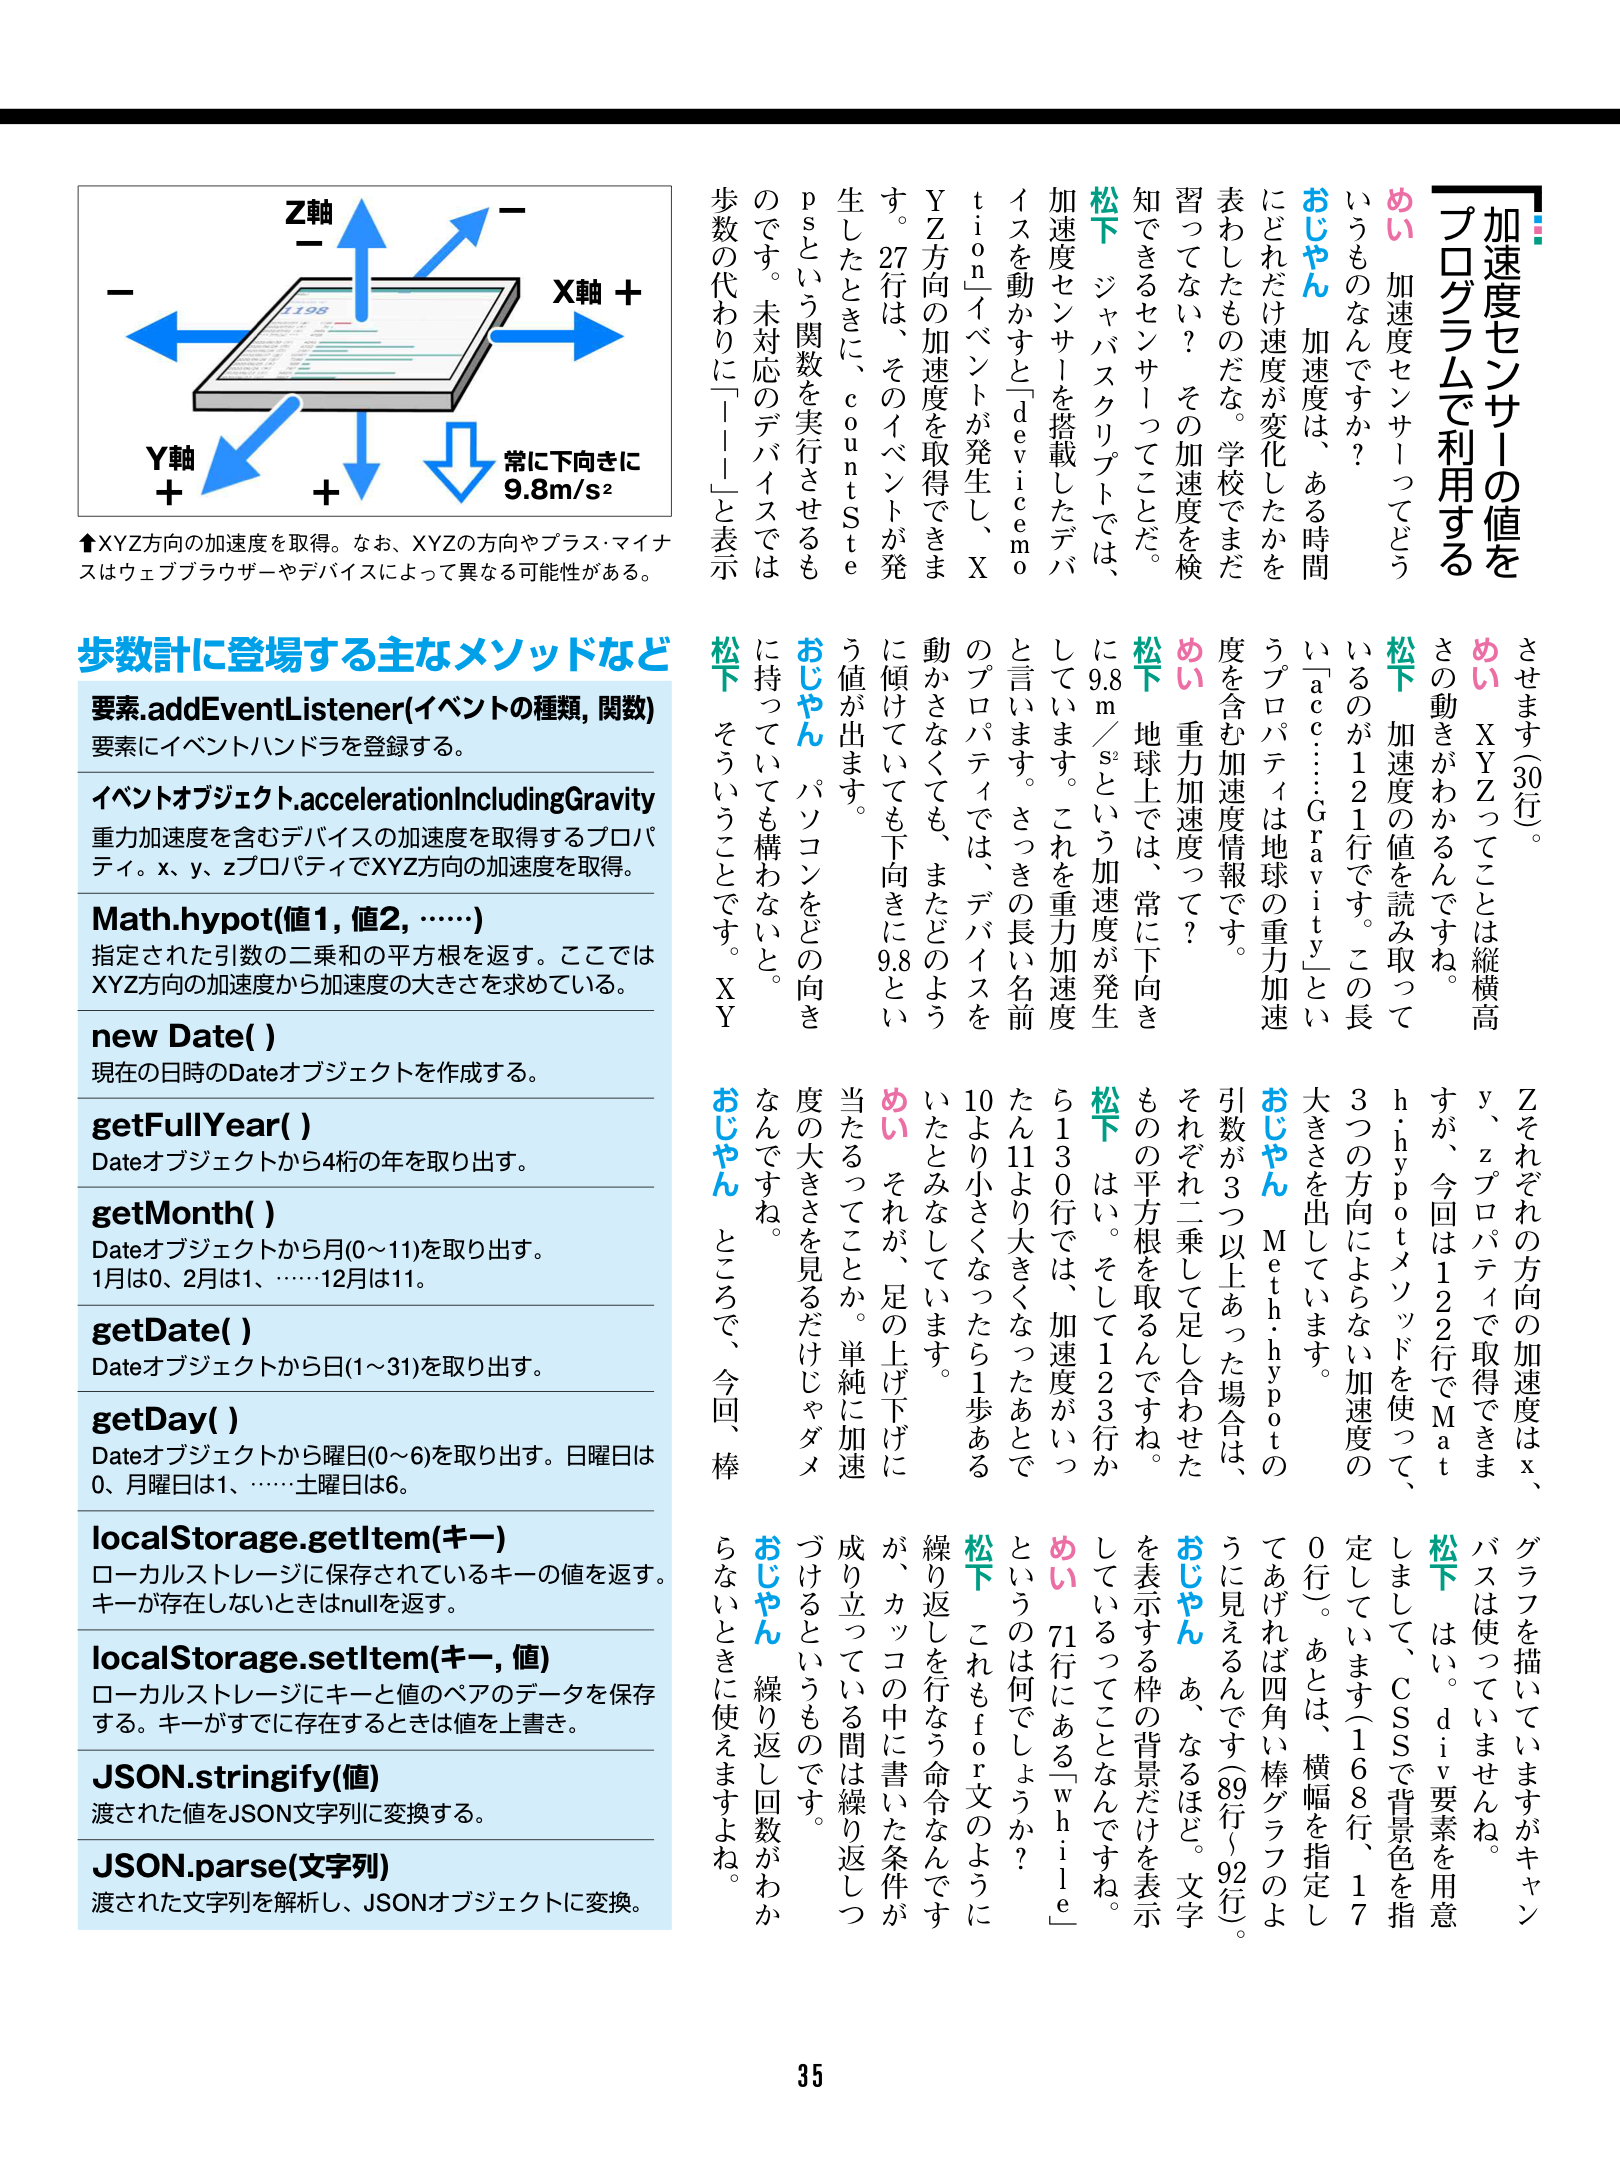 加速度センサーの値を
プログラムで利用する
めい　加速度センサーってどう
いうものなんですか？
おじやん　加速度は、ある時間
にどれだけ速度が変化したかを
表わしたものだな。学校でまだ
習ってない？　その加速度を検
知できるセンサーってことだ。
松下　ジャバスクリプトでは、
加速度センサーを搭載したデバ
イスを動かすと「devicemo
tion」イベントが発生し、X
YZ方向の加速度を取得できま
す。27行は、そのイベントが発
生したときに、countSte
psという関数を実行させるも
のです。未対応のデバイスでは
歩数の代わりに「ーーー」と表示
させます（30行）。
めい　XYZってことは縦横高
さの動きがわかるんですね。
松下　加速度の値を読み取って
いるのが121行です。この長
い「acc……Gravity」とい
うプロパティは地球の重力加速
度を含む加速度情報です。
めい　重力加速度って？
松下　地球上では、常に下向き
に9.8m／s²という加速度が発生
しています。これを重力加速度
と言います。さっきの長い名前
のプロパティでは、デバイスを
動かさなくても、またどのよう
に傾けていても下向きに9.8とい
う値が出ます。
おじやん　パソコンをどの向き
に持っていても構わないと。
松下　そういうことです。XY
Zそれぞれの方向の加速度はx、
y、zプロパティで取得できま
すが、今回は122行でMat
h・hypotメソッドを使って、
3つの方向によらない加速度の
大きさを出しています。
おじやん　Meth・hypotの
引数が3つ以上あった場合は、
それぞれ二乗して足し合わせた
ものの平方根を取るんですね。
松下　はい。そして123行か
ら130行では、加速度がいっ
たん11より大きくなったあとで
10より小さくなったら1歩ある
いたとみなしています。
めい　それが、足の上げ下げに
当たるってことか。単純に加速
度の大きさを見るだけじゃダメ
なんですね。
おじやん　ところで、今回、棒
グラフを描いていますがキャン
バスは使っていませんね。
松下　はい。div要素を用意
しまして、CSSで背景色を指
定しています（168行、17
0行）。あとは、横幅を指定し
てあげれば四角い棒グラフのよ
うに見えるんです（89行～92行）。
おじやん　あ、なるほど。文字
を表示する枠の背景だけを表示
しているってことなんですね。
めい　71行にある「while」
というのは何でしょうか？
松下　これもfor文のように
繰り返しを行なう命令なんです
が、カッコの中に書いた条件が
成り立っている間は繰り返しつ
づけるというものです。
おじやん　繰り返し回数がわか
らないときに使えますよね。
Z軸
−
−
−
X軸 ＋
1198
Y軸
＋
＋
常に下向きに
9.8m/s²
⬆XYZ方向の加速度を取得。なお、XYZの方向やプラス・マイナ
スはウェブブラウザーやデバイスによって異なる可能性がある。
歩数計に登場する主なメソッドなど
要素.addEventListener(イベントの種類, 関数)
要素にイベントハンドラを登録する。
イベントオブジェクト.accelerationIncludingGravity
重力加速度を含むデバイスの加速度を取得するプロパ
ティ。x、y、zプロパティでXYZ方向の加速度を取得。
Math.hypot(値1, 値2, ……)
指定された引数の二乗和の平方根を返す。ここでは
XYZ方向の加速度から加速度の大きさを求めている。
new Date( )
現在の日時のDateオブジェクトを作成する。
getFullYear( )
Dateオブジェクトから4桁の年を取り出す。
getMonth( )
Dateオブジェクトから月(0～11)を取り出す。
1月は0、2月は1、……12月は11。
getDate( )
Dateオブジェクトから日(1～31)を取り出す。
getDay( )
Dateオブジェクトから曜日(0～6)を取り出す。日曜日は
0、月曜日は1、……土曜日は6。
localStorage.getItem(キー)
ローカルストレージに保存されているキーの値を返す。
キーが存在しないときはnullを返す。
localStorage.setItem(キー, 値)
ローカルストレージにキーと値のペアのデータを保存
する。キーがすでに存在するときは値を上書き。
JSON.stringify(値)
渡された値をJSON文字列に変換する。
JSON.parse(文字列)
渡された文字列を解析し、JSONオブジェクトに変換。
35